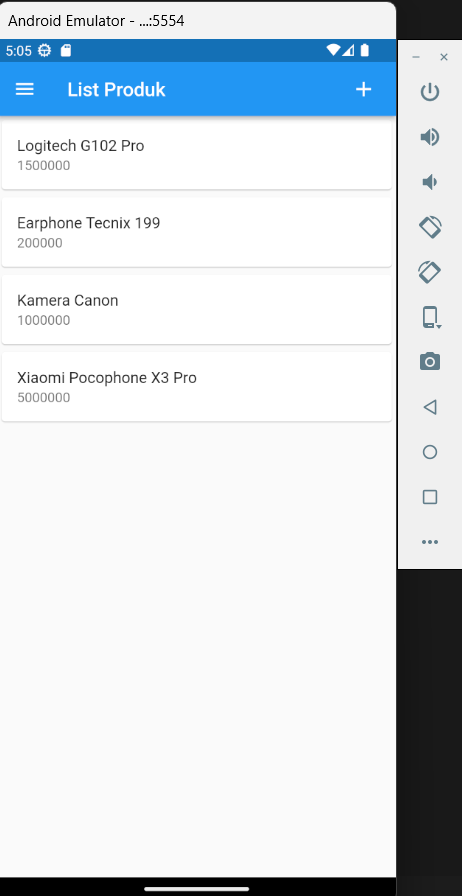 Android Emulator - ...:5554
5:05
List Produk
Logitech G102 Pro
1500000
Earphone Tecnix 199
200000
Kamera Canon
1000000
Xiaomi Pocophone X3 Pro
5000000